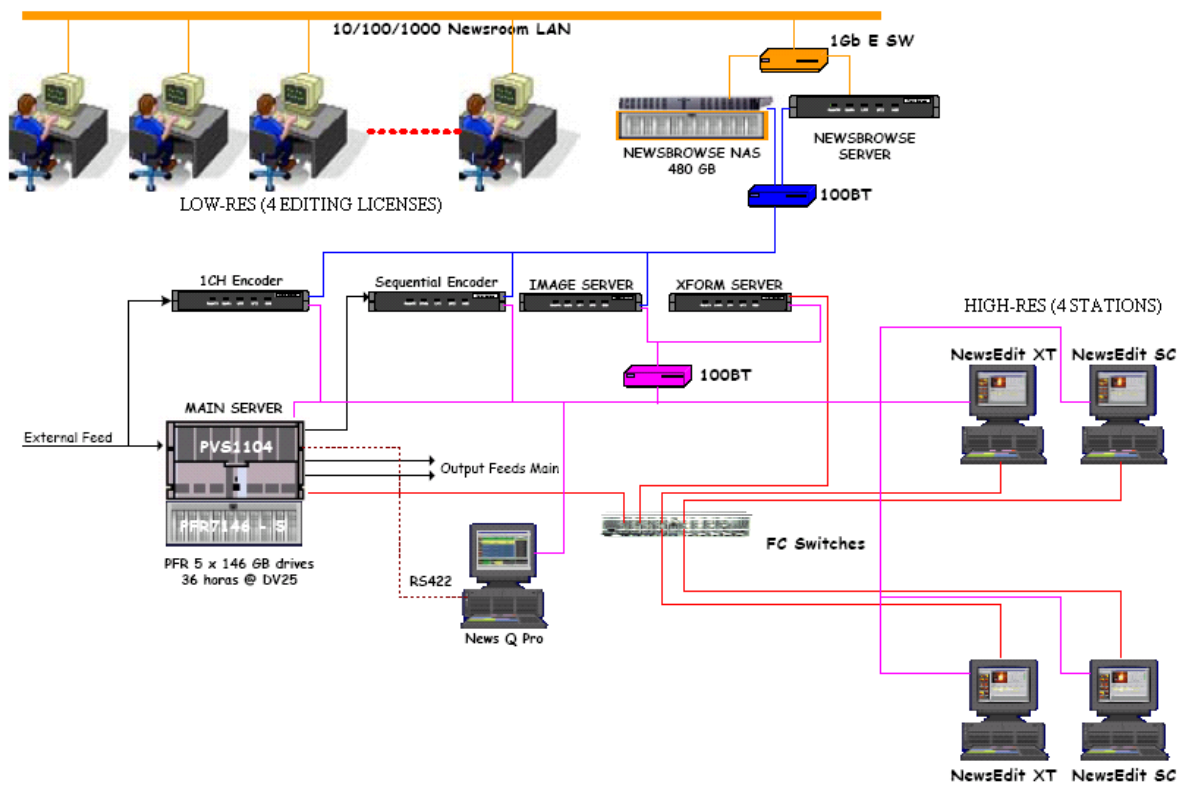 10/100/1000 Newsroom LAN
1Gb E SW
NEWSBROWSE NAS
480 GB
NEWSBROWSE
SERVER
LOW-RES (4 EDITING LICENSES)
100BT
1CH Encoder
Sequential Encoder
IMAGE SERVER
XFORM SERVER
HIGH-RES (4 STATIONS)
NewsEdit XT
NewsEdit SC
100BT
MAIN SERVER
External Feed
PVS1104
Output Feeds Main
PFR7146 - S
FC Switches
PFR 5 x 146 GB drives
36 horas @ DV25
RS422
News Q Pro
NewsEdit XT
NewsEdit SC